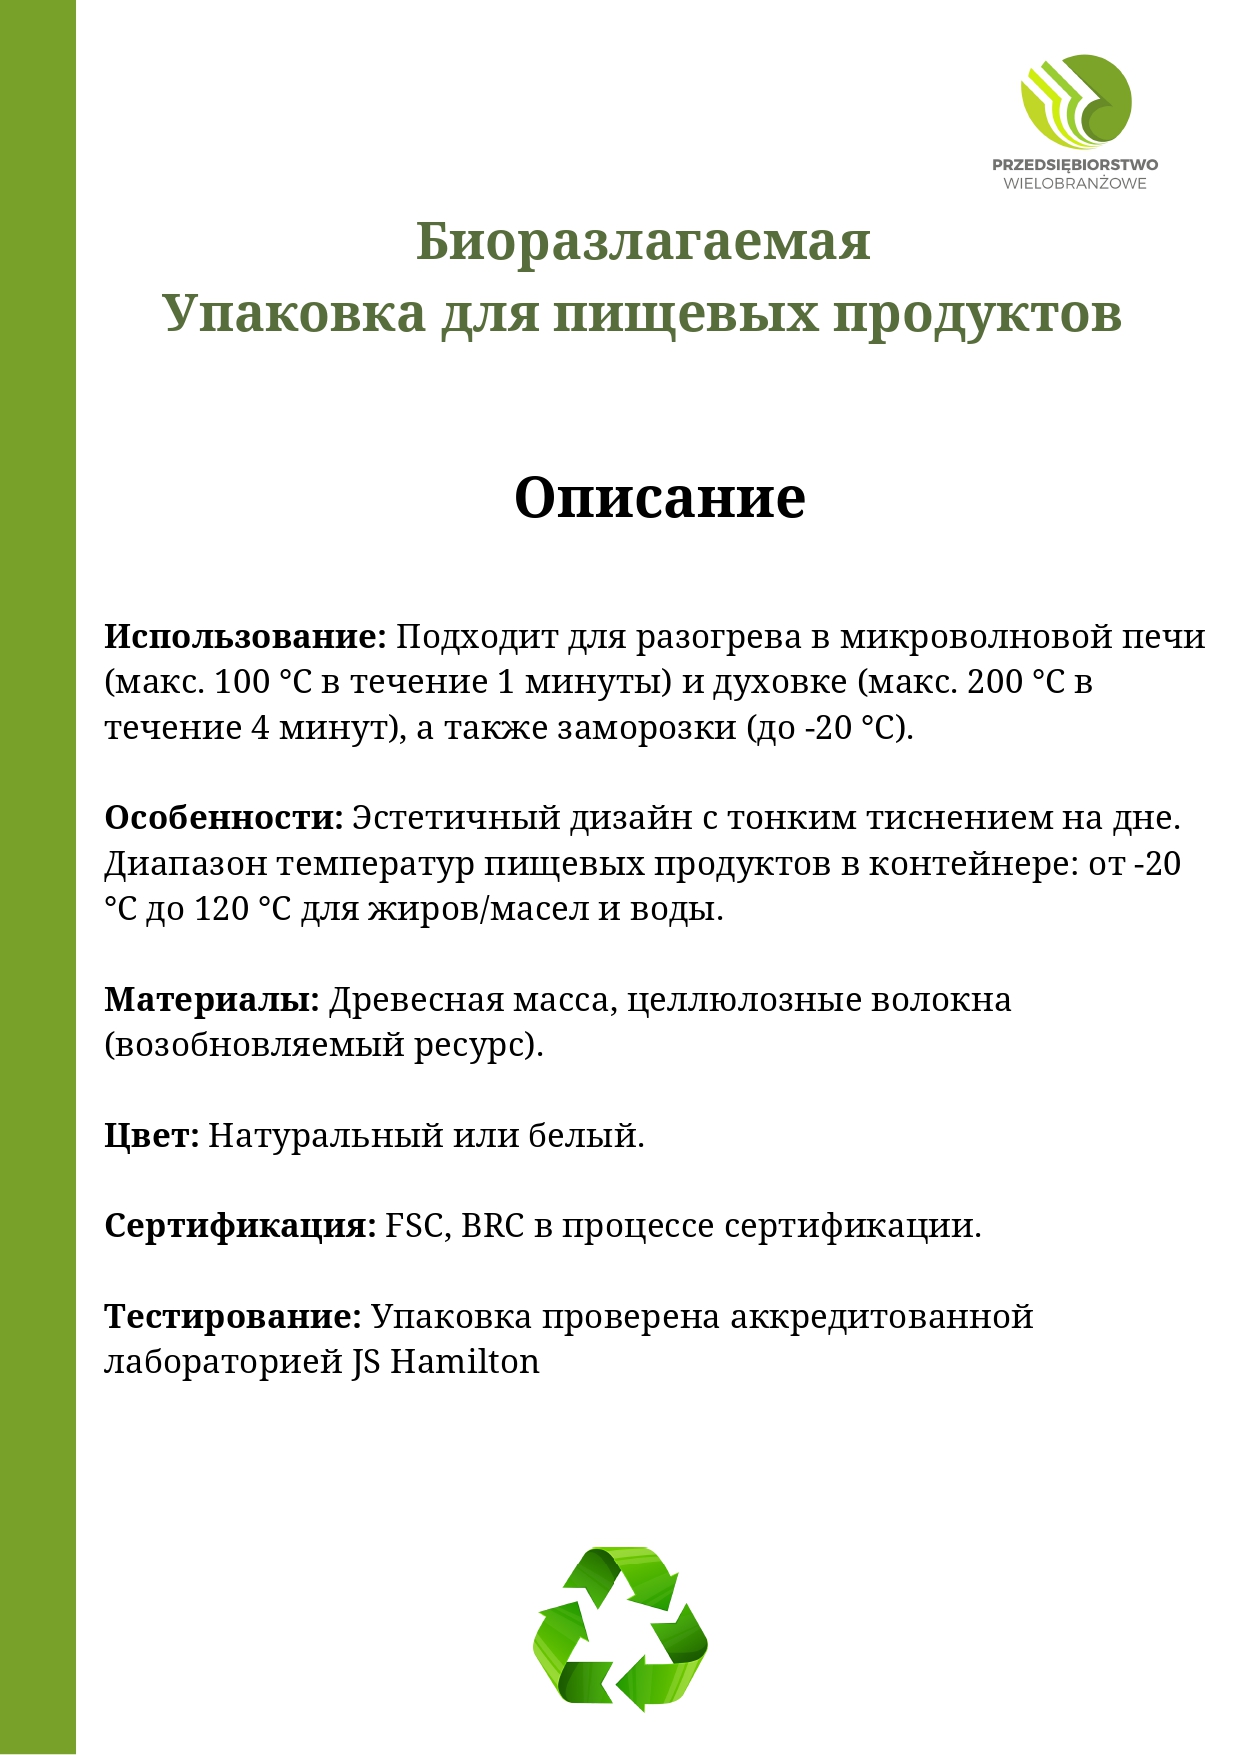 PRZEDSIĘBIORSTWO
WIELOBRANŻOWE
Биоразлагаемая
Упаковка для пищевых продуктов
Описание
Использование: Подходит для разогрева в микроволновой печи
(макс. 100 °C в течение 1 минуты) и духовке (макс. 200 °C в
течение 4 минут), а также заморозки (до -20 °C).
Особенности: Эстетичный дизайн с тонким тиснением на дне.
Диапазон температур пищевых продуктов в контейнере: от -20
°C до 120 °C для жиров/масел и воды.
Материалы: Древесная масса, целлюлозные волокна
(возобновляемый ресурс).
Цвет: Натуральный или белый.
Сертификация: FSC, BRC в процессе сертификации.
Тестирование: Упаковка проверена аккредитованной
лабораторией JS Hamilton